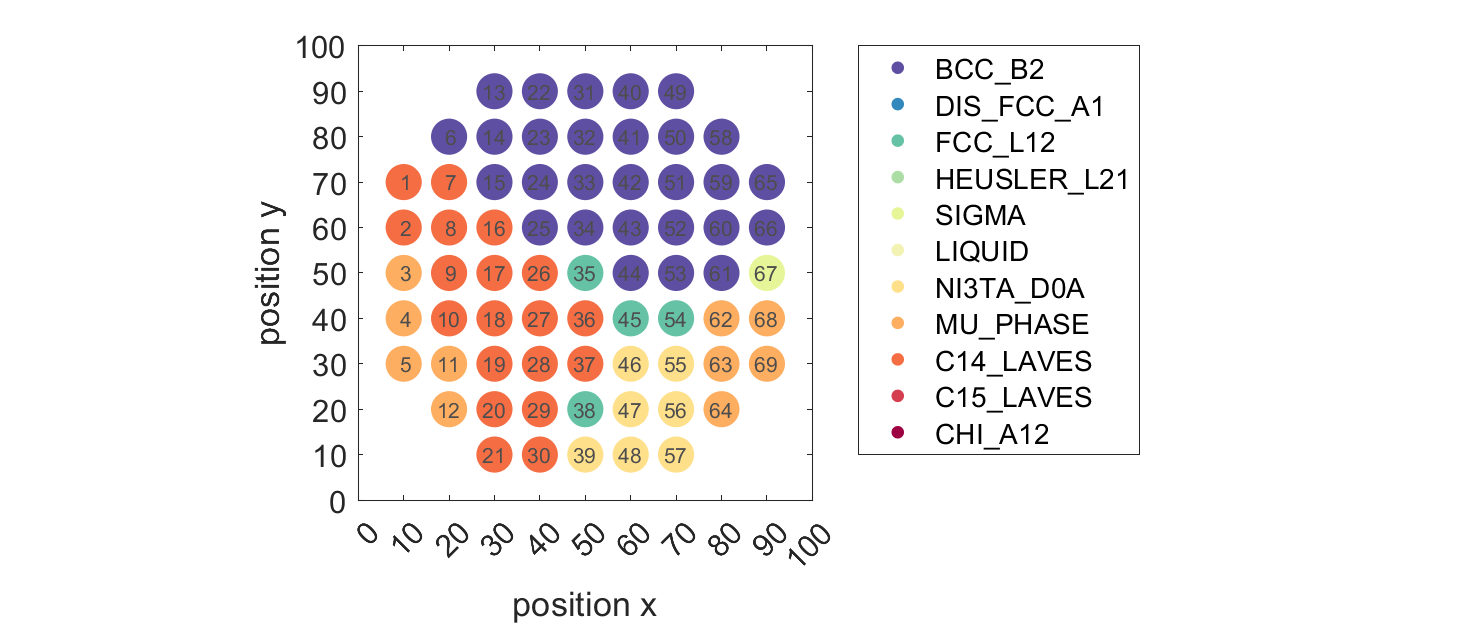 100
90
80
70
60
50
40
30
20
10
0
position y
13 22 31 40 49
6 14 23 32 41 50 58
1 7 15 24 33 42 51 59 65
2 8 16 25 34 43 52 60 66
3 9 17 26 35 44 53 61 67
4 10 18 27 36 45 54 62 68
5 11 19 28 37 46 55 63 69
12 20 29 38 47 56 64
21 30 39 48 57
0 10 20 30 40 50 60 70 80 90 100
position x
BCC_B2
DIS_FCC_A1
FCC_L12
HEUSLER_L21
SIGMA
LIQUID
NI3TA_D0A
MU_PHASE
C14_LAVES
C15_LAVES
CHI_A12